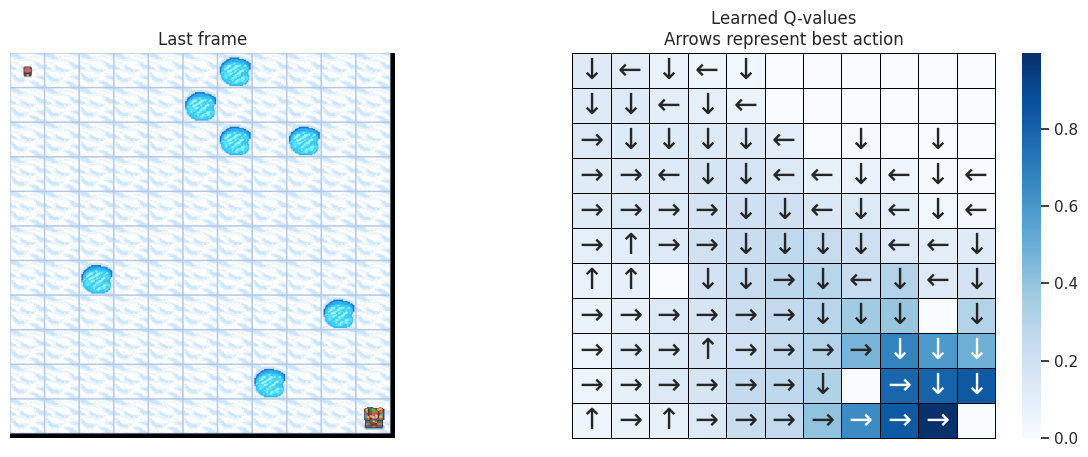 Last frame
Learned Q-values
Arrows represent best action
↓ ← ↓ ← ↓
↓ ↓ ← ↓ ←
→ ↓ ↓ ↓ ↓ ← ↓ ↓
→ → ← ↓ ↓ ← ← ↓ ← ↓ ←
→ → → → ↓ ↓ ← ↓ ← ↓ ←
→ ↑ → → ↓ ↓ ↓ ↓ ← ← ↓
↑ ↑ ↓ ↓ → ↓ ← ↓ ← ↓
→ → → → → → ↓ ↓ ↓ ↓
→ → → ↑ → → → → ↓ ↓ ↓
→ → → → → → ↓ → ↓ ↓
↑ → ↑ → → → → → → →
0.8
0.6
0.4
0.2
0.0